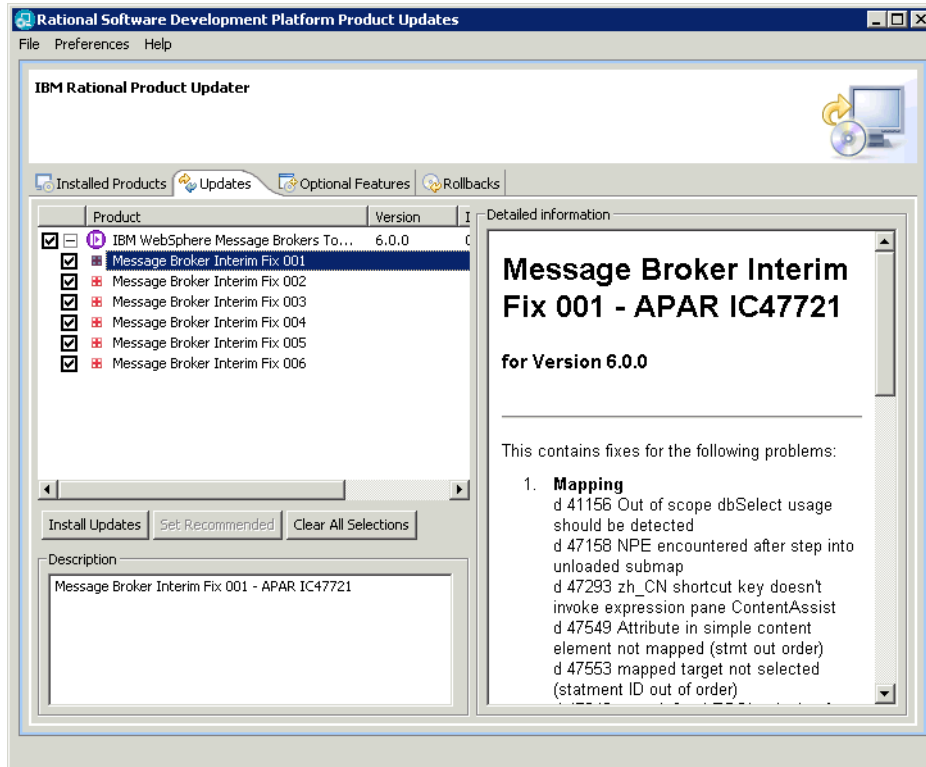 Rational Software Development Platform Product Updates
File Preferences Help
IBM Rational Product Updater
Installed Products Updates Optional Features Rollbacks
Product Version
IBM WebSphere Message Brokers To... 6.0.0
Message Broker Interim Fix 001
Message Broker Interim Fix 002
Message Broker Interim Fix 003
Message Broker Interim Fix 004
Message Broker Interim Fix 005
Message Broker Interim Fix 006
Install Updates Set Recommended Clear All Selections
Description
Message Broker Interim Fix 001 - APAR IC47721
Detailed information
Message Broker Interim
Fix 001 - APAR IC47721
for Version 6.0.0
This contains fixes for the following problems:
1. Mapping
d 41156 Out of scope dbSelect usage
should be detected
d 47158 NPE encountered after step into
unloaded submap
d 47293 zh_CN shortcut key doesn't
invoke expression pane ContentAssist
d 47549 Attribute in simple content
element not mapped (stmt out order)
d 47553 mapped target not selected
(statment ID out of order)